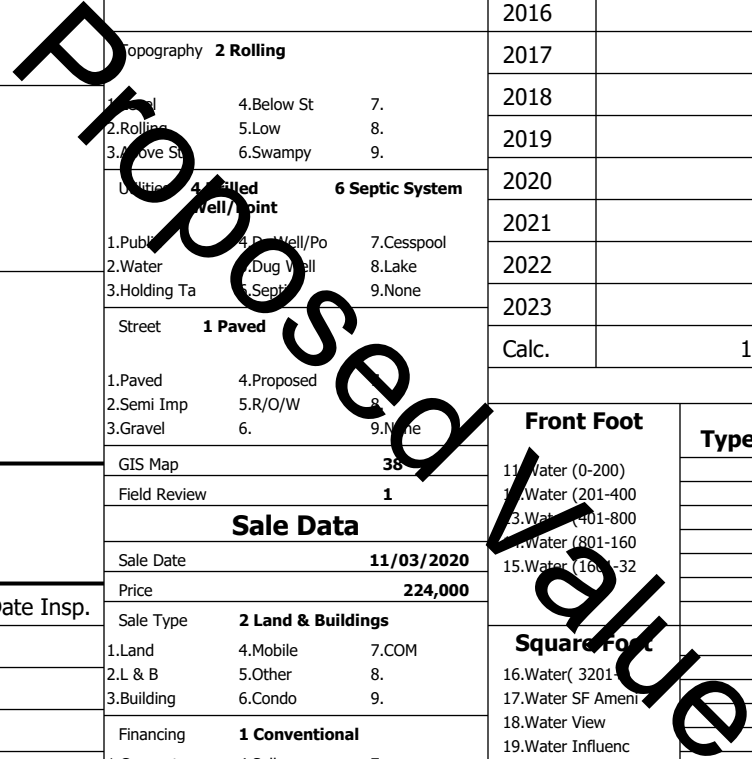 Topography 2 Rolling
1.Level 4.Below St 7.
2.Rolling 5.Low 8.
3.Above St 6.Swampy 9.
Utilities 4 Drilled 6 Septic System
Well/Point
1.Public 4.Dr Well/Po 7.Cesspool
2.Water 5.Dug Well 8.Lake
3.Holding Ta 6.Septic 9.None
Street 1 Paved
1.Paved 4.Proposed 7.
2.Semi Imp 5.R/O/W 8.
3.Gravel 6. 9.None
GIS Map 38
Field Review 1
Sale Data
Sale Date 11/03/2020
Price 224,000
Sale Type 2 Land & Buildings
1.Land 4.Mobile 7.COM
2.L & B 5.Other 8.
3.Building 6.Condo 9.
Financing 1 Conventional
Date Insp.
2016
2017
2018
2019
2020
2021
2022
2023
Calc. 1
Front Foot
Type
11.Water (0-200)
12.Water (201-400
13.Water (401-800
14.Water (801-160
15.Water (1601-32
Square Foot
16.Water( 3201-
17.Water SF Ameni
18.Water View
19.Water Influenc
Proposed Value